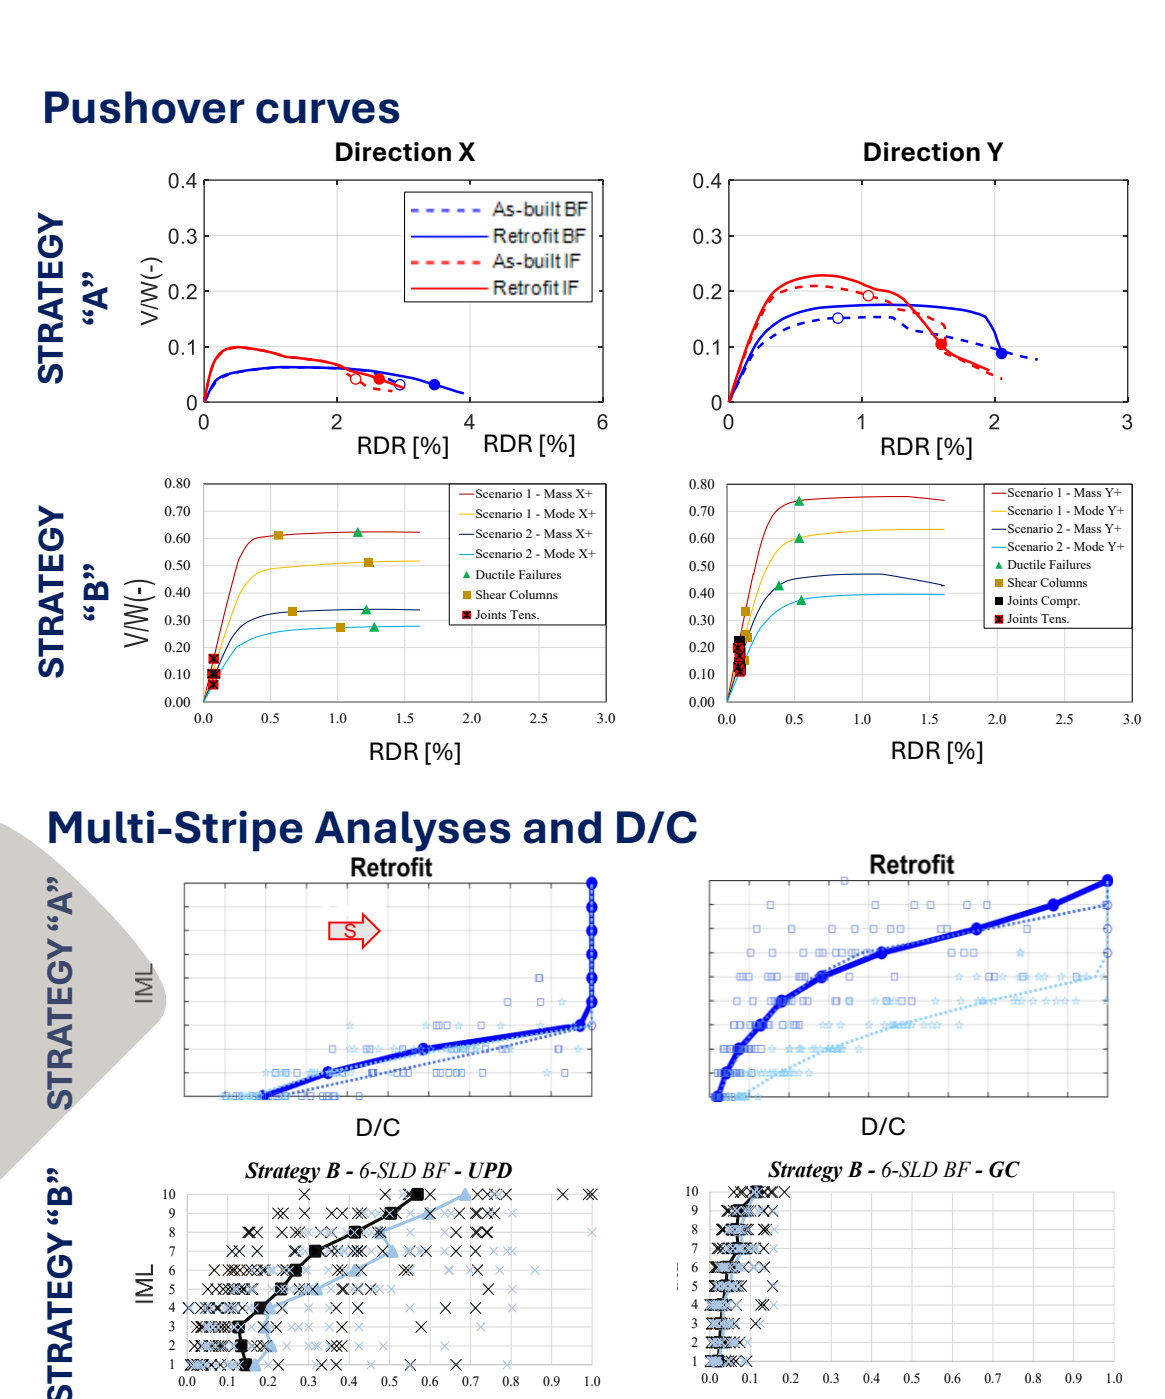 Pushover curves
Direction X
Direction Y
STRATEGY
“A”
V/W(-)
0.4
0.3
0.2
0.1
0
0
2
4
6
RDR [%]
RDR [%]
As-built BF
Retrofit BF
As-built IF
Retrofit IF
0.4
0.3
0.2
0.1
0
0
1
2
3
RDR [%]
STRATEGY
“B”
V/W(-)
0.80
0.70
0.60
0.50
0.40
0.30
0.20
0.10
0.00
0.0
0.5
1.0
1.5
2.0
2.5
3.0
RDR [%]
Scenario 1 - Mass X+
Scenario 1 - Mode X+
Scenario 2 - Mass X+
Scenario 2 - Mode X+
Ductile Failures
Shear Columns
Joints Tens.
0.80
0.70
0.60
0.50
0.40
0.30
0.20
0.10
0.00
0.0
0.5
1.0
1.5
2.0
2.5
3.0
RDR [%]
Scenario 1 - Mass Y+
Scenario 1 - Mode Y+
Scenario 2 - Mass Y+
Scenario 2 - Mode Y+
Ductile Failures
Shear Columns
Joints Compr.
Joints Tens.
Multi-Stripe Analyses and D/C
STRATEGY “A”
IML
Retrofit
S
D/C
Retrofit
D/C
STRATEGY “B”
IML
Strategy B - 6-SLD BF - UPD
10
9
8
7
6
5
4
3
2
1
0.0
0.1
0.2
0.3
0.4
0.5
0.6
0.7
0.8
0.9
1.0
Strategy B - 6-SLD BF - GC
10
9
8
7
6
5
4
3
2
1
0.0
0.1
0.2
0.3
0.4
0.5
0.6
0.7
0.8
0.9
1.0